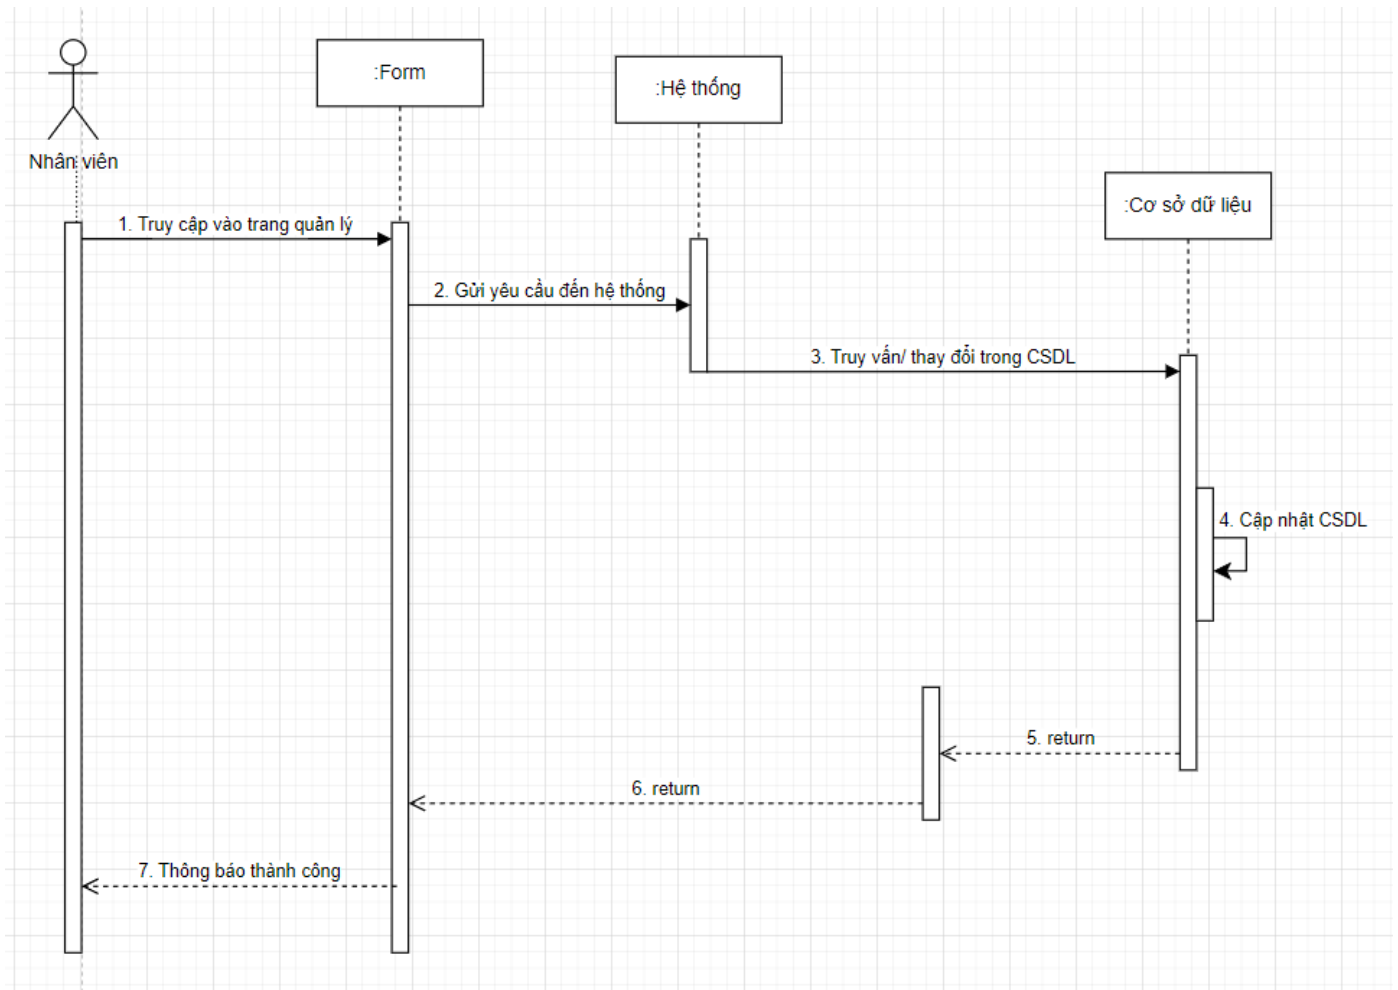 :Form
:Hệ thống
Nhân viên
:Cơ sở dữ liệu
1. Truy cập vào trang quản lý
2. Gửi yêu cầu đến hệ thống
3. Truy vấn/ thay đổi trong CSDL
4. Cập nhật CSDL
5. return
6. return
7. Thông báo thành công